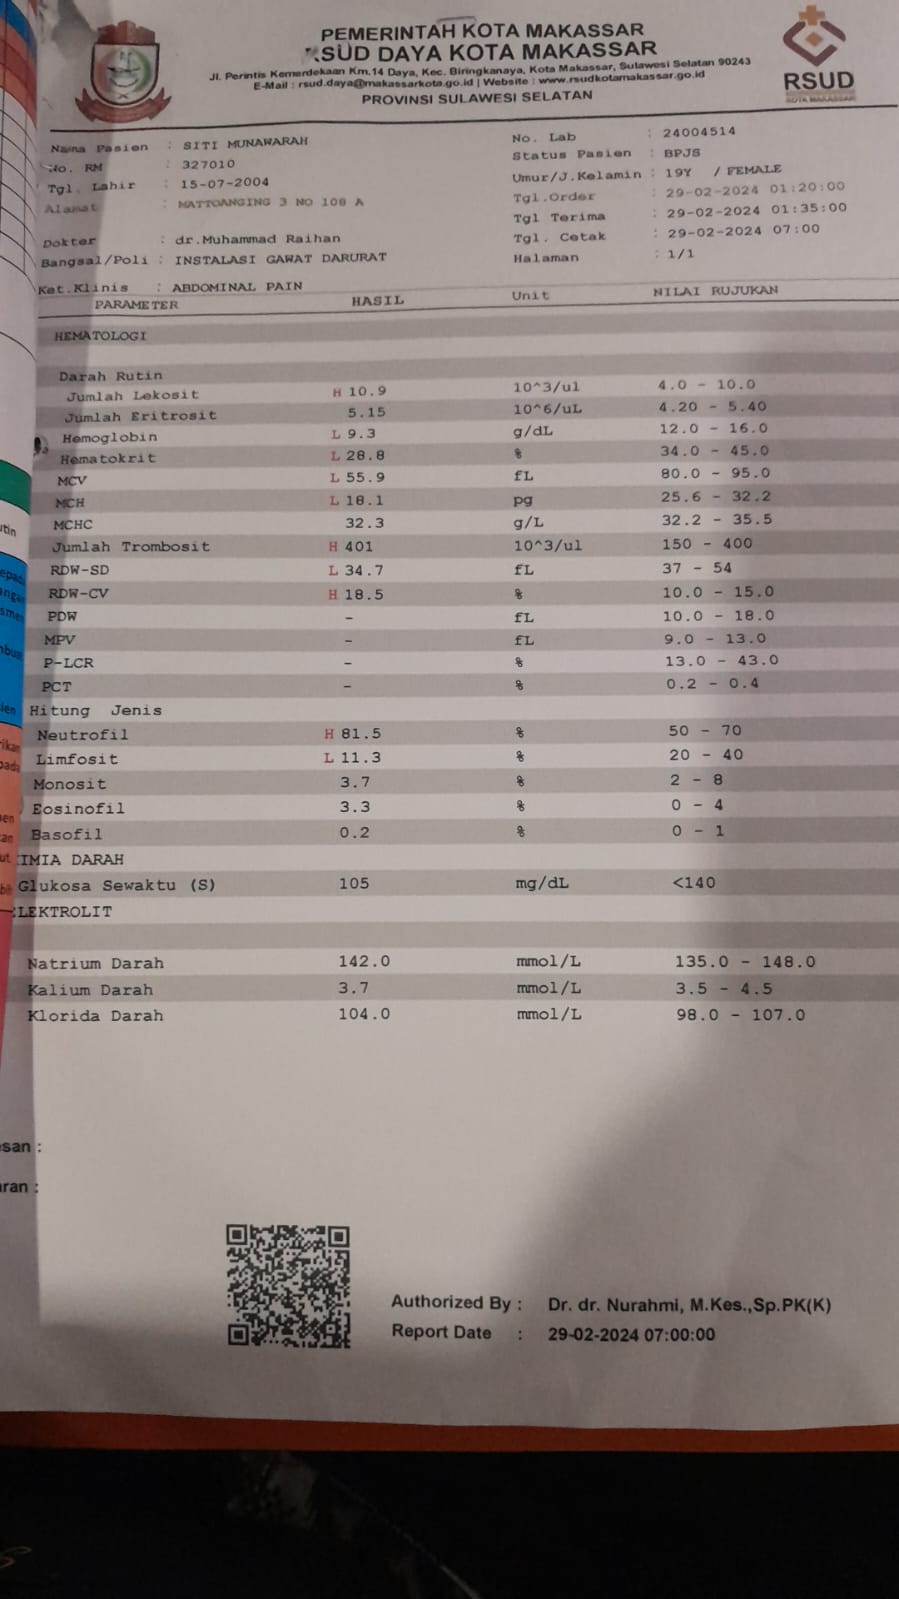 PEMERINTAH KOTA MAKASSAR
RSUD DAYA KOTA MAKASSAR
Jl. Perintis Kemerdekaan Km.14 Daya, Kec. Biringkanaya, Kota Makassar, Sulawesi Selatan 90243
E-Mail : rsud.daya@makassarkota.go.id | Website : www.rsudkotamakassar.go.id
PROVINSI SULAWESI SELATAN
RSUD
KOTA MAKASSAR
Nama Pasien : SITI MUNAWARAH No. Lab : 24004514
No. RM : 327010 Status Pasien : BPJS
Tgl. Lahir : 15-07-2004 Umur/J.Kelamin : 19Y / FEMALE
Alamat : MATTOANGING 3 NO 108 A Tgl.Order : 29-02-2024 01:20:00
Tgl Terima : 29-02-2024 01:35:00
Dokter : dr.Muhammad Raihan Tgl. Cetak : 29-02-2024 07:00
Bangsal/Poli : INSTALASI GAWAT DARURAT Halaman : 1/1
Ket.Klinis : ABDOMINAL PAIN
PARAMETER HASIL Unit NILAI RUJUKAN
HEMATOLOGI
Darah Rutin
Jumlah Lekosit H 10.9 10^3/ul 4.0 - 10.0
Jumlah Eritrosit 5.15 10^6/uL 4.20 - 5.40
Hemoglobin L 9.3 g/dL 12.0 - 16.0
Hematokrit L 28.8 % 34.0 - 45.0
MCV L 55.9 fL 80.0 - 95.0
MCH L 18.1 pg 25.6 - 32.2
MCHC 32.3 g/L 32.2 - 35.5
Jumlah Trombosit H 401 10^3/ul 150 - 400
RDW-SD L 34.7 fL 37 - 54
RDW-CV H 18.5 % 10.0 - 15.0
PDW - fL 10.0 - 18.0
MPV - fL 9.0 - 13.0
P-LCR - % 13.0 - 43.0
PCT - % 0.2 - 0.4
Hitung Jenis
Neutrofil H 81.5 % 50 - 70
Limfosit L 11.3 % 20 - 40
Monosit 3.7 % 2 - 8
Eosinofil 3.3 % 0 - 4
Basofil 0.2 % 0 - 1
IMIA DARAH
Glukosa Sewaktu (S) 105 mg/dL <140
LEKTROLIT
Natrium Darah 142.0 mmol/L 135.0 - 148.0
Kalium Darah 3.7 mmol/L 3.5 - 4.5
Klorida Darah 104.0 mmol/L 98.0 - 107.0
san :
ran :
Authorized By : Dr. dr. Nurahmi, M.Kes.,Sp.PK(K)
Report Date : 29-02-2024 07:00:00